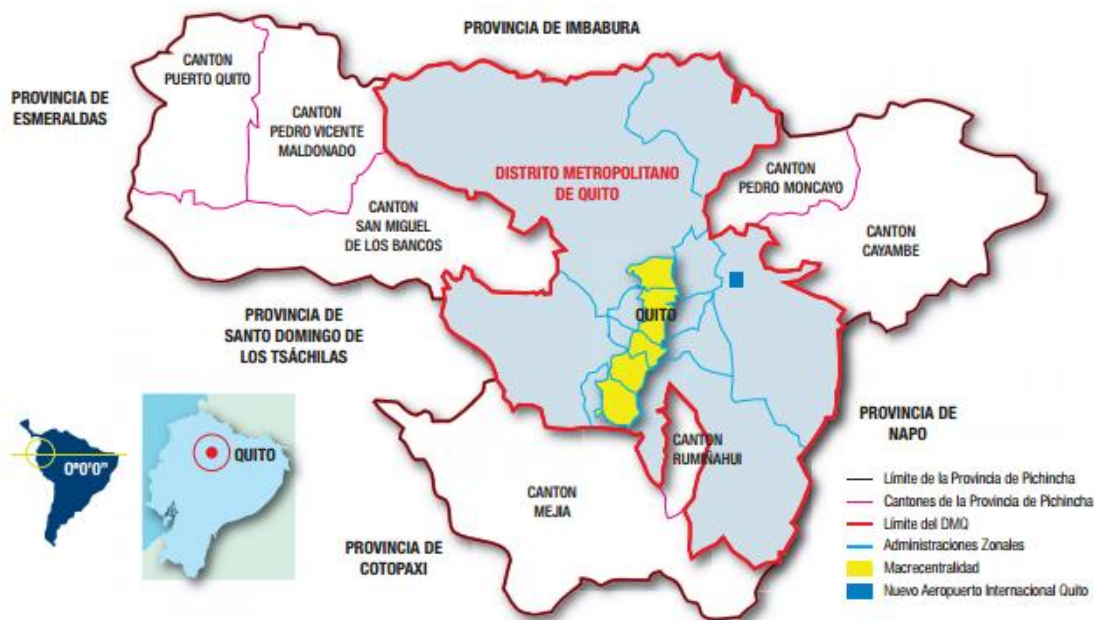 PROVINCIA DE IMBABURA
CANTON
PUERTO QUITO
PROVINCIA DE
ESMERALDAS
CANTON
PEDRO VICENTE
MALDONADO
DISTRITO METROPOLITANO
DE QUITO
CANTON
PEDRO MONCAYO
CANTON
SAN MIGUEL
DE LOS BANCOS
CANTON
CAYAMBE
PROVINCIA DE
SANTO DOMINGO DE
LOS TSÁCHILAS
QUITO
PROVINCIA DE
NAPO
CANTON
RUMIÑAHUI
CANTON
MEJIA
PROVINCIA DE
COTOPAXI
0°0'0"
QUITO
Límite de la Provincia de Pichincha
Cantones de la Provincia de Pichincha
Límite del DMQ
Administraciones Zonales
Macrecentralidad
Nuevo Aeropuerto Internacional Quito